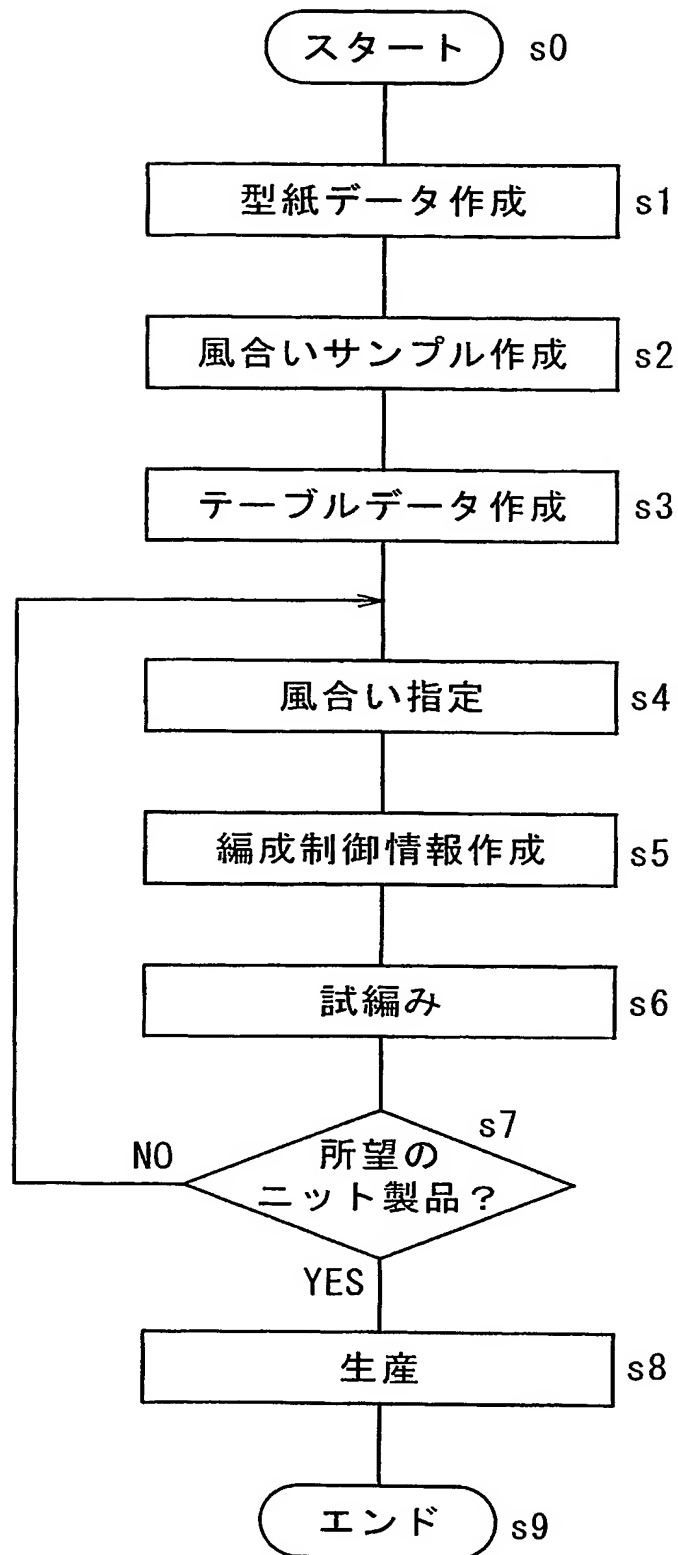 スタート s0
型紙データ作成 s1
風合いサンプル作成 s2
テーブルデータ作成 s3
風合い指定 s4
編成制御情報作成 s5
試編み s6
s7
所望の
NO
ニット製品？
YES
生産 s8
エンド s9